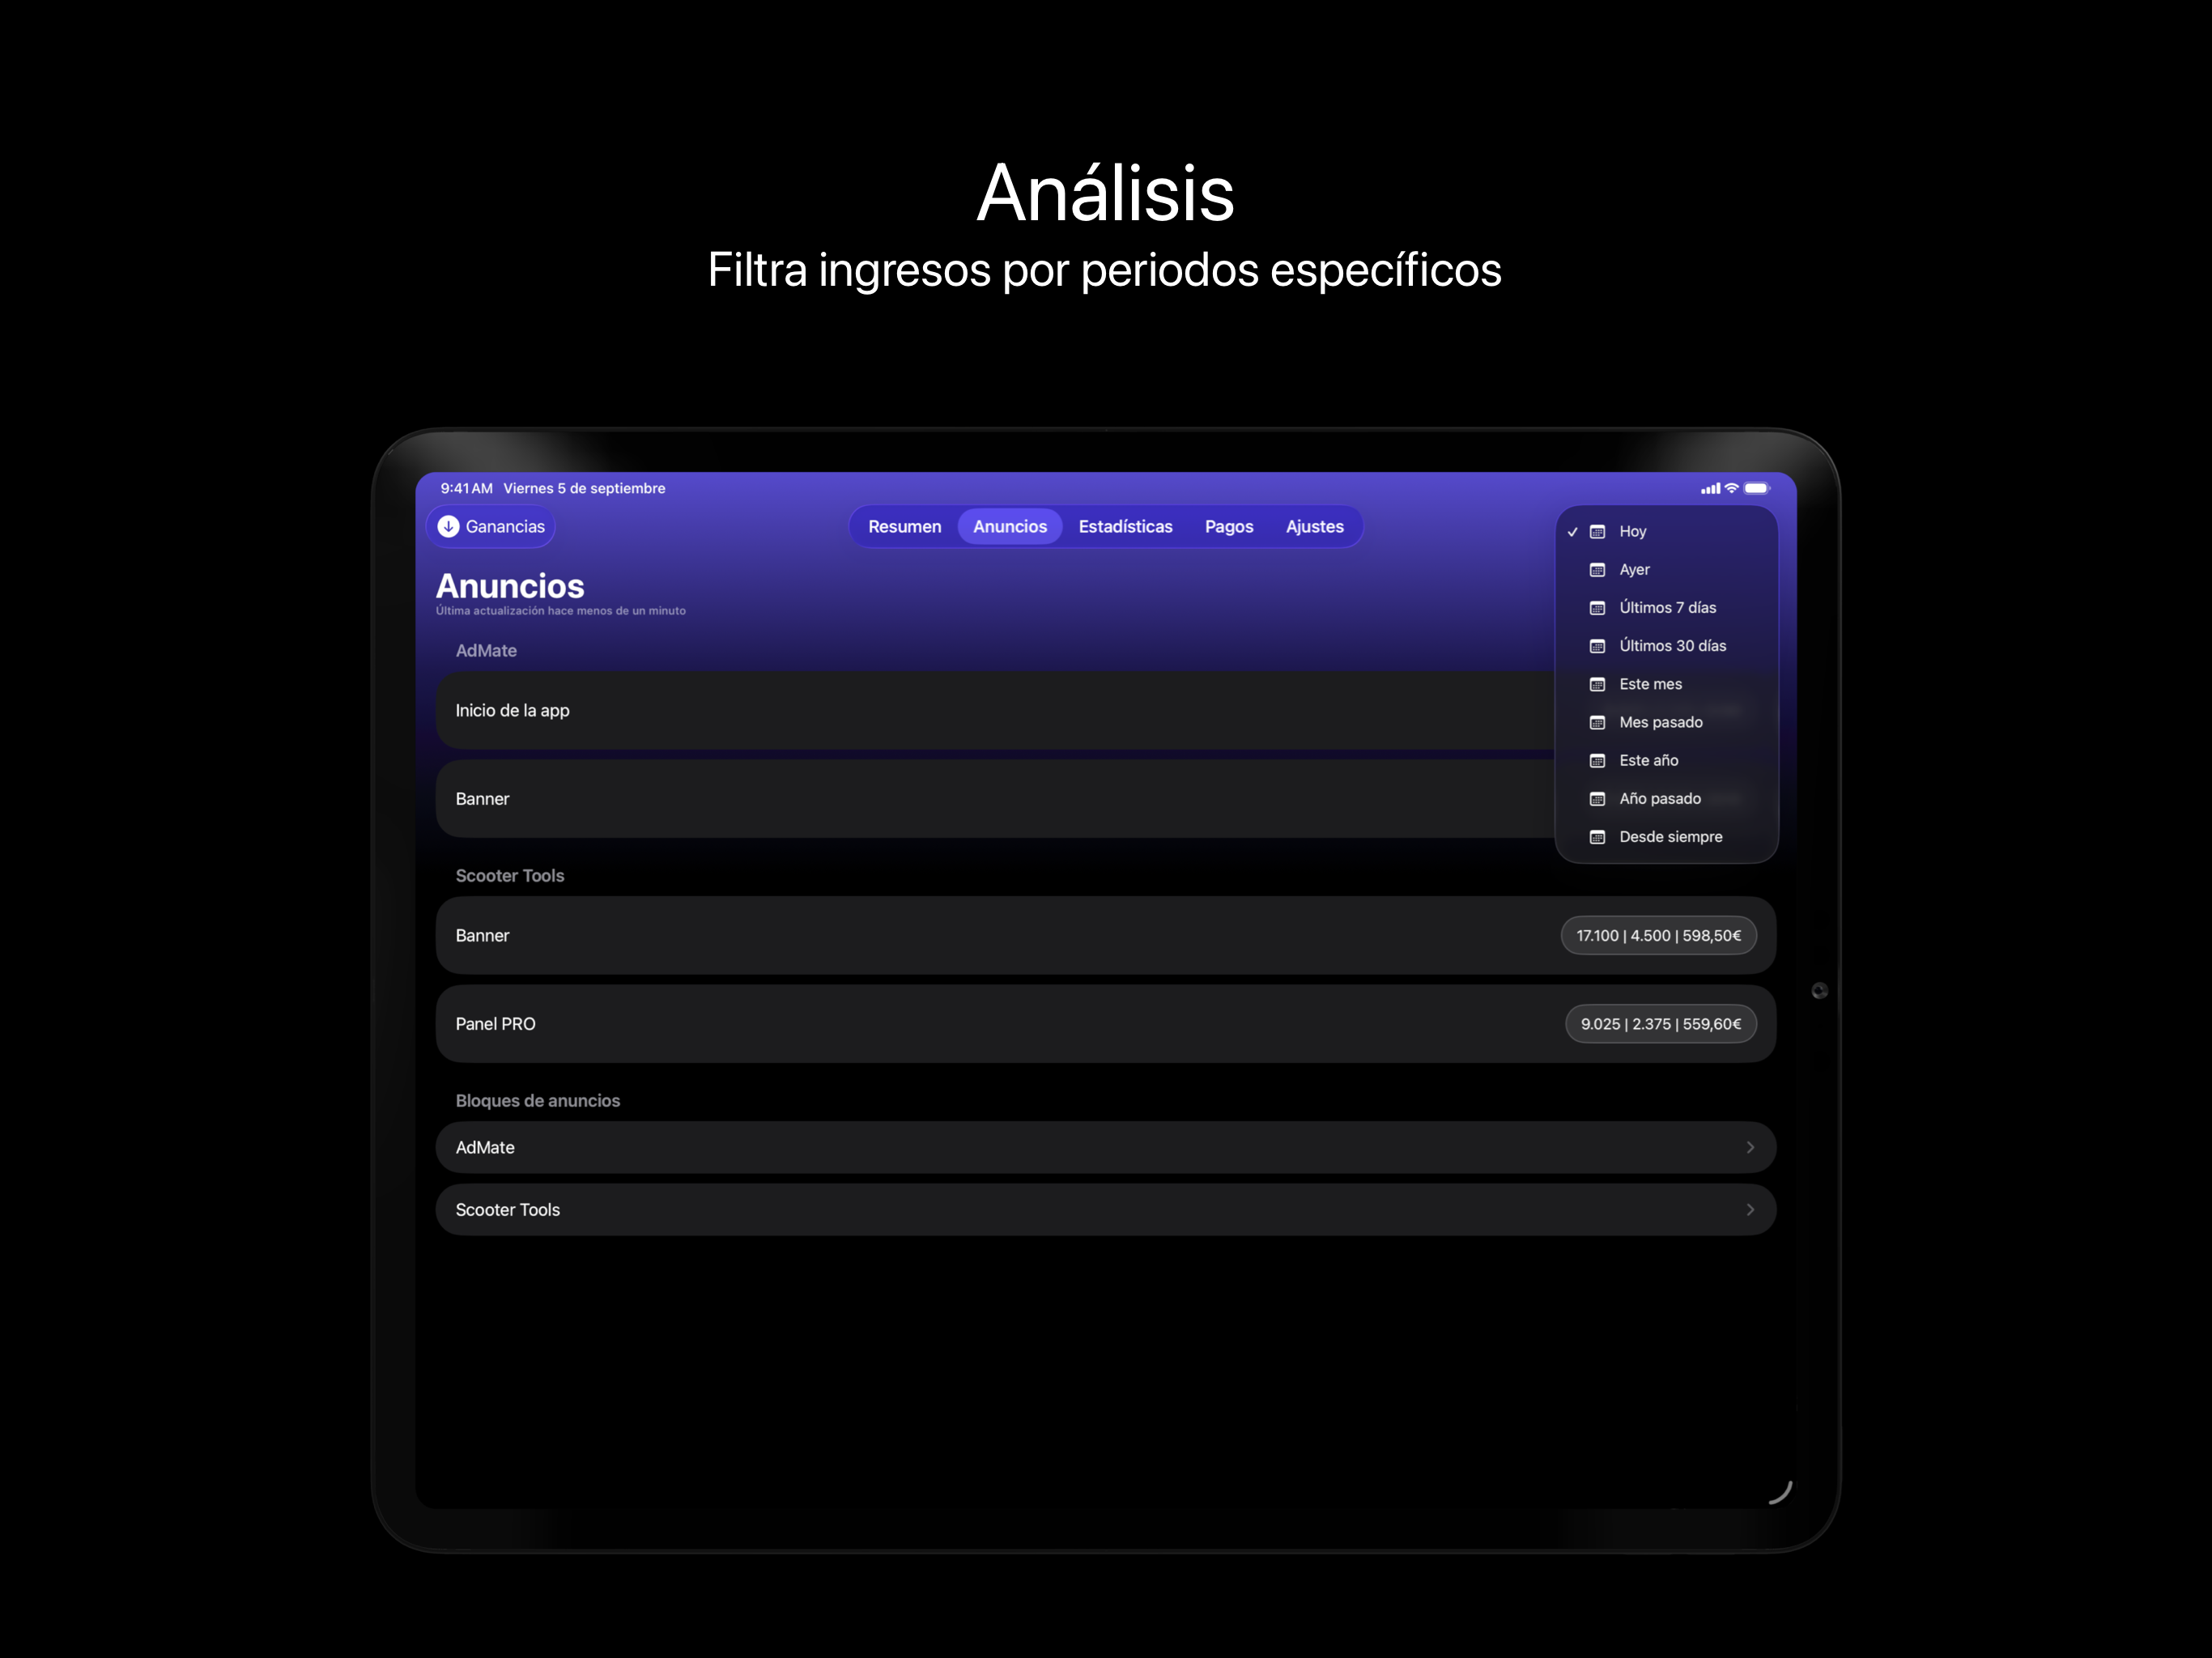 Análisis
Filtra ingresos por periodos específicos
9:41 AM Viernes 5 de septiembre
Ganancias
Resumen Anuncios Estadísticas Pagos Ajustes
Hoy
Ayer
Últimos 7 días
Últimos 30 días
Este mes
Mes pasado
Este año
Año pasado
Desde siempre
Anuncios
Última actualización hace menos de un minuto
AdMate
Inicio de la app
Banner
Scooter Tools
Banner 17.100 | 4.500 | 598,50€
Panel PRO 9.025 | 2.375 | 559,60€
Bloques de anuncios
AdMate
Scooter Tools